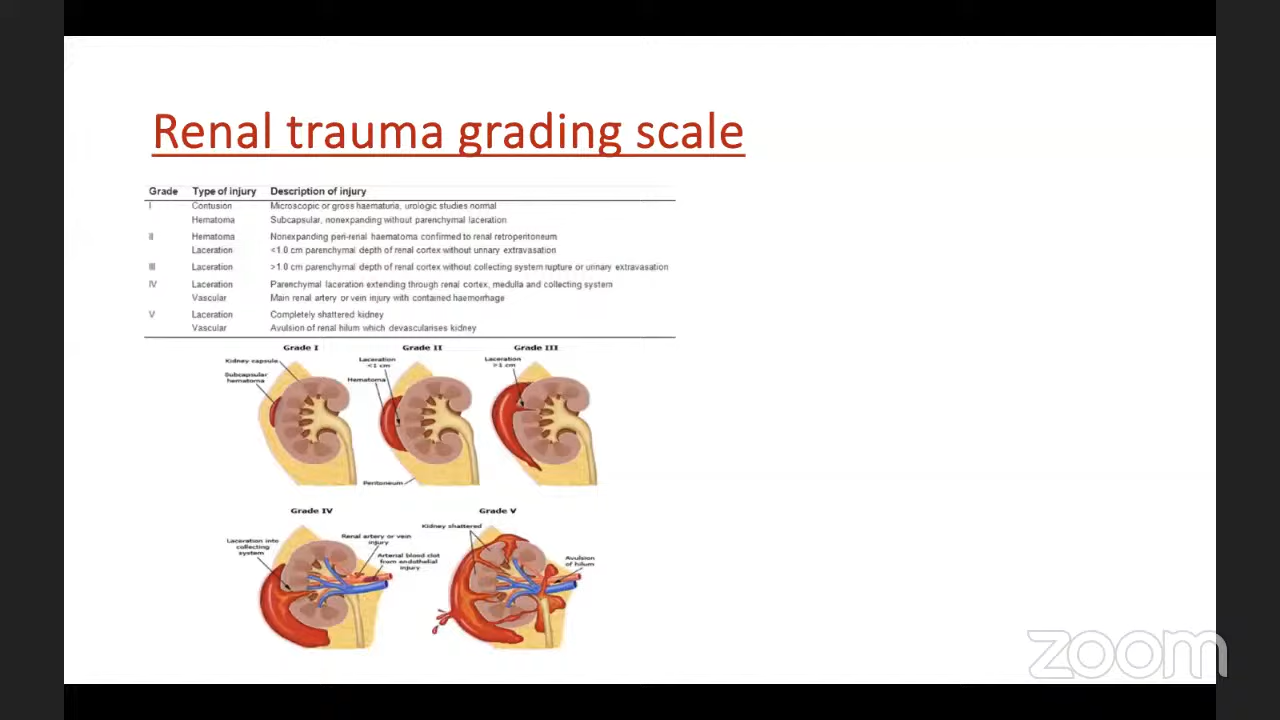 Renal trauma grading scale
Grade Type of injury Description of injury
I Contusion Microscopic or gross haematuria, urologic studies normal
Hematoma Subcapsular, nonexpanding without parenchymal laceration
II Hematoma Nonexpanding peri-renal haematoma confirmed to renal retroperitoneum
Laceration <1.0 cm parenchymal depth of renal cortex without urinary extravasation
III Laceration >1.0 cm parenchymal depth of renal cortex without collecting system rupture or urinary extravasation
IV Laceration Parenchymal laceration extending through renal cortex, medulla and collecting system
Vascular Main renal artery or vein injury with contained haemorrhage
V Laceration Completely shattered kidney
Vascular Avulsion of renal hilum which devascularises kidney
Grade I Grade II Grade III
Kidney capsule
Subcapsular
hematoma
Laceration
<1 cm
Hematoma
Laceration
>1 cm
Peritoneum
Grade IV Grade V
Laceration into
collecting
system
Renal artery or vein
injury
Arterial blood clot
from endothelial
injury
Kidney shattered
Avulsion
of hilum
zoom